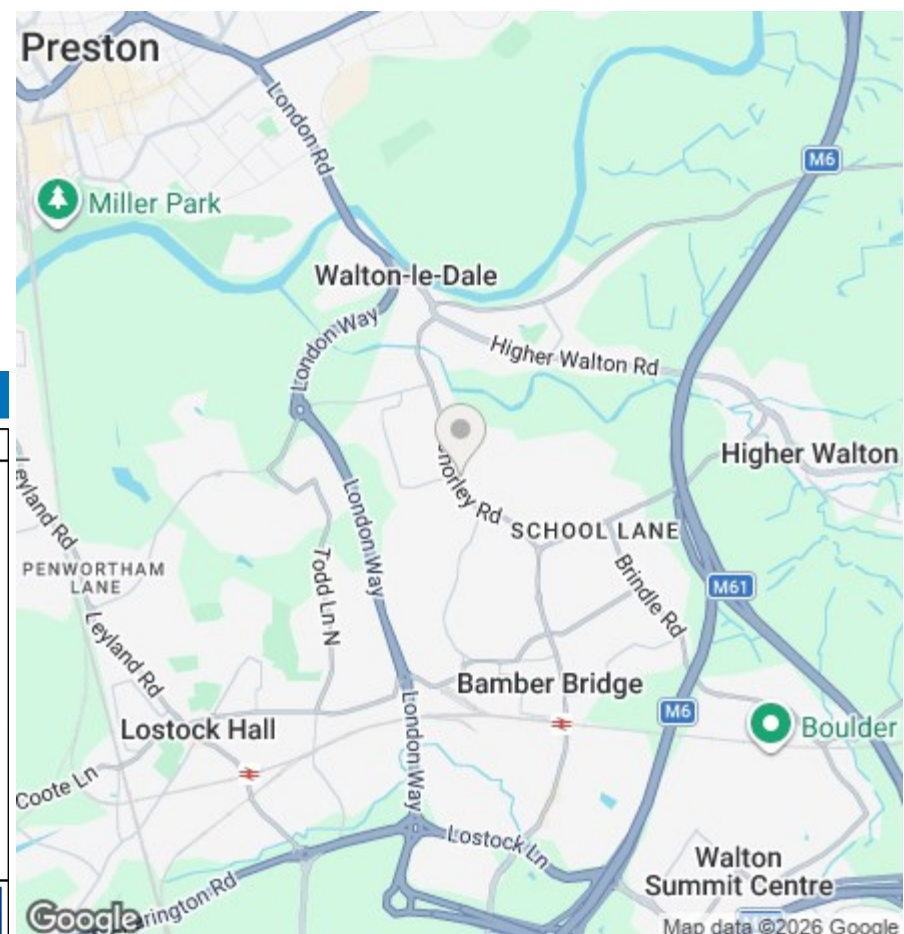 Preston
London Rd
M6
Miller Park
Walton-le-Dale
London Way
Higher Walton Rd
Higher Walton
Leyland Rd
Chorley Rd
SCHOOL LANE
London Way
PENWORTHAM
LANE
Todd Ln N
Brindle Rd
M61
Leyland Rd
Bamber Bridge
M6
Lostock Hall
Boulder
London Way
Coote Ln
Lostock Ln
Walton
Summit Centre
Google
Map data ©2026 Google